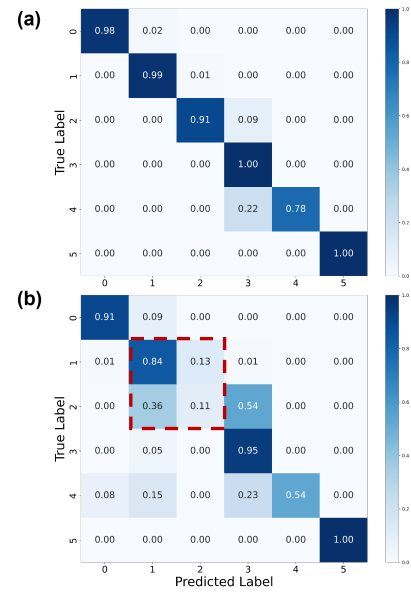 (a)
True Label
0 0.98 0.02 0.00 0.00 0.00 0.00
1 0.00 0.99 0.01 0.00 0.00 0.00
2 0.00 0.00 0.91 0.09 0.00 0.00
3 0.00 0.00 0.00 1.00 0.00 0.00
4 0.00 0.00 0.00 0.22 0.78 0.00
5 0.00 0.00 0.00 0.00 0.00 1.00
0 1 2 3 4 5
(b)
True Label
0 0.91 0.09 0.00 0.00 0.00 0.00
1 0.01 0.84 0.13 0.01 0.00 0.00
2 0.00 0.36 0.11 0.54 0.00 0.00
3 0.00 0.05 0.00 0.95 0.00 0.00
4 0.08 0.15 0.00 0.23 0.54 0.00
5 0.00 0.00 0.00 0.00 0.00 1.00
0 1 2 3 4 5
Predicted Label